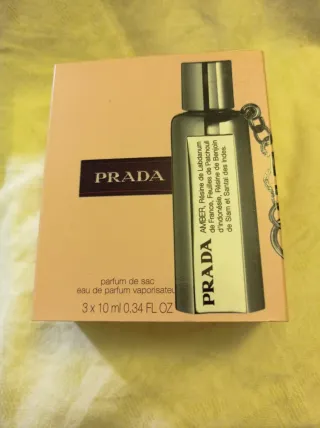 PRADA
parfum de sac
eau de parfum vaporisateur
3 x 10 ml 0.34 FL OZ
PRADA
AMBER, Résine de Labdanum
de France, Feuilles de Patchouli
d'Indonésie, Résine de Benjoin
de Siam et Santal des Indes